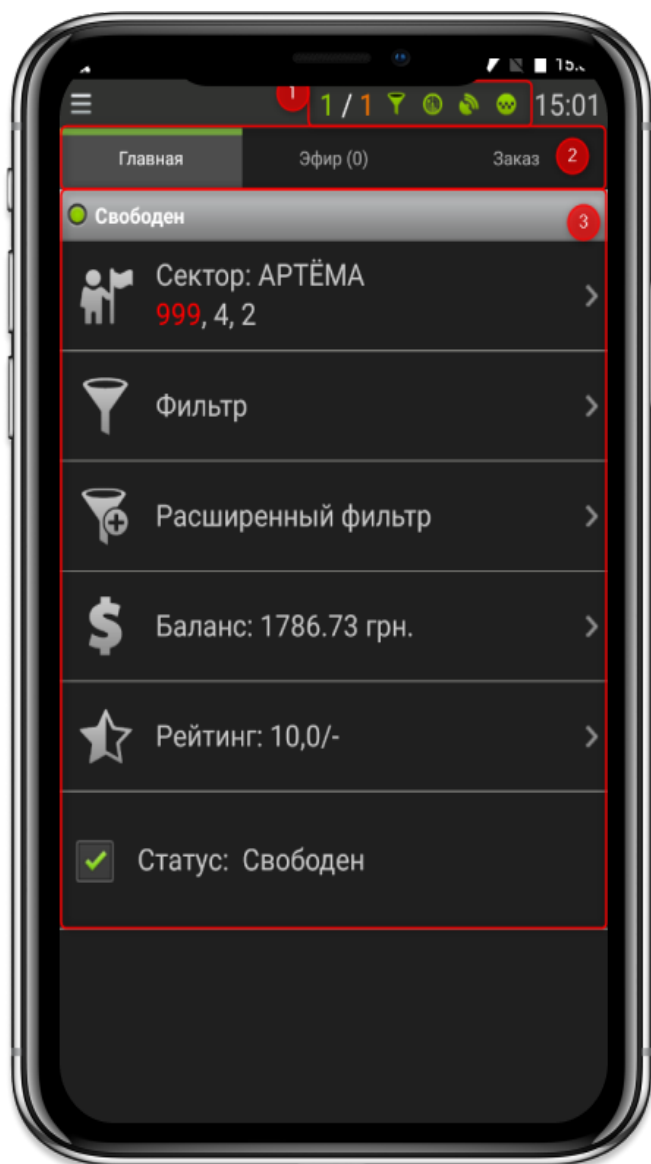 15:
1
1 / 1
15:01
Главная
Эфир (0)
Заказ
2
Свободен
3
Сектор: АРТЁМА
999, 4, 2
Фильтр
Расширенный фильтр
Баланс: 1786.73 грн.
Рейтинг: 10,0/-
Статус: Свободен